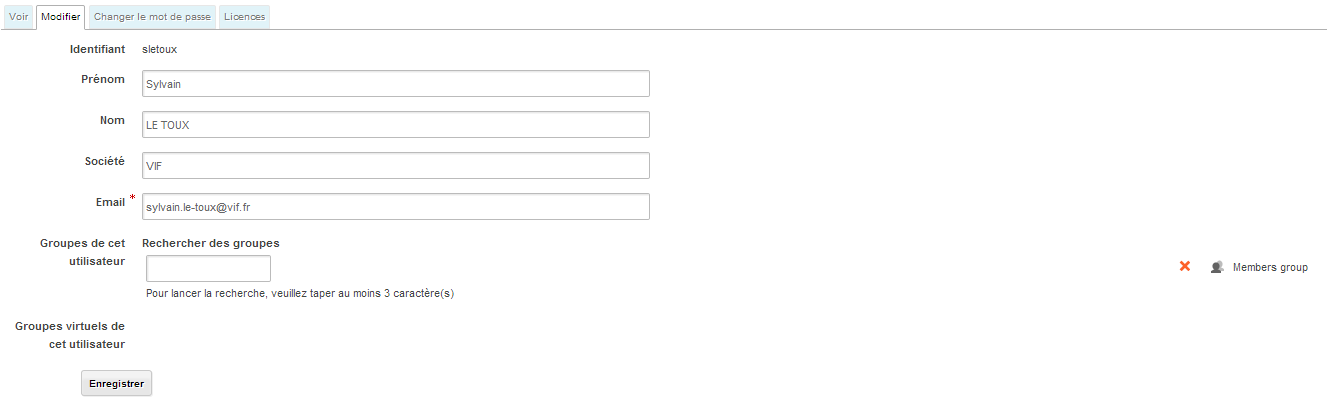 Voir Modifier Changer le mot de passe Licences
Identifiant sletoux
Prénom Sylvain
Nom LE TOUX
Société VIF
Email * sylvain.le-toux@vif.fr
Groupes de cet utilisateur Rechercher des groupes
Members group
Pour lancer la recherche, veuillez taper au moins 3 caractère(s)
Groupes virtuels de
cet utilisateur
Enregistrer